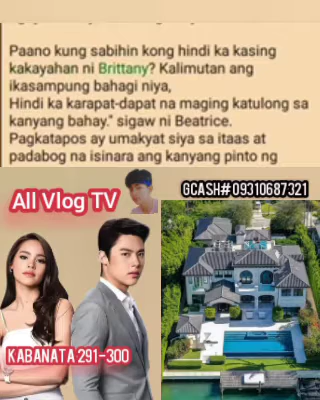 Paano kung sabihin kong hindi ka kasing
kakayahan ni Brittany? Kalimutan ang
ikasampung bahagi niya,
Hindi ka karapat-dapat na maging katulong sa
kanyang bahay." sigaw ni Beatrice.
Pagkatapos ay umakyat siya sa itaas at
padabog na isinara ang kanyang pinto ng
All Vlog TV
GCASH# 09310687321
KABANATA 291-300